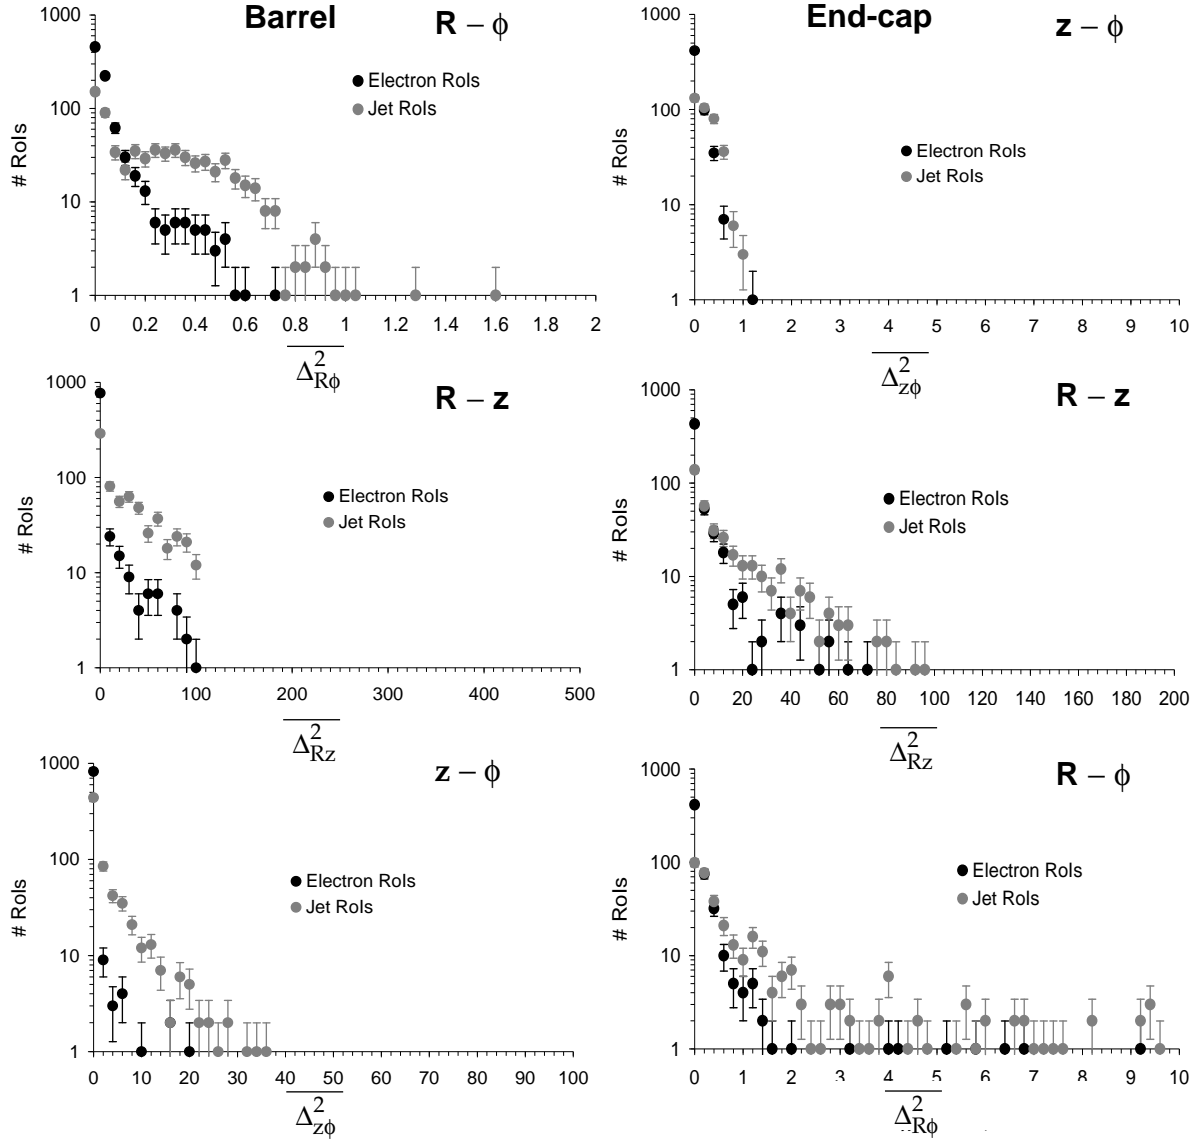 Barrel
R – ϕ
# RoIs
1000
100
10
1
Electron RoIs
Jet RoIs
0 0.2 0.4 0.6 0.8 1 1.2 1.4 1.6 1.8 2
Δ²Rϕ
End-cap
z – ϕ
# RoIs
1000
100
10
1
Electron RoIs
Jet RoIs
0 1 2 3 4 5 6 7 8 9 10
Δ²zϕ
R – z
# RoIs
1000
100
10
1
Electron RoIs
Jet RoIs
0 100 200 300 400 500
Δ²Rz
R – z
# RoIs
1000
100
10
1
Electron RoIs
Jet RoIs
0 20 40 60 80 100 120 140 160 180 200
Δ²Rz
z – ϕ
# RoIs
1000
100
10
1
Electron RoIs
Jet RoIs
0 10 20 30 40 50 60 70 80 90 100
Δ²zϕ
R – ϕ
# RoIs
1000
100
10
1
Electron RoIs
Jet RoIs
0 1 2 3 4 5 6 7 8 9 10
Δ²Rϕ